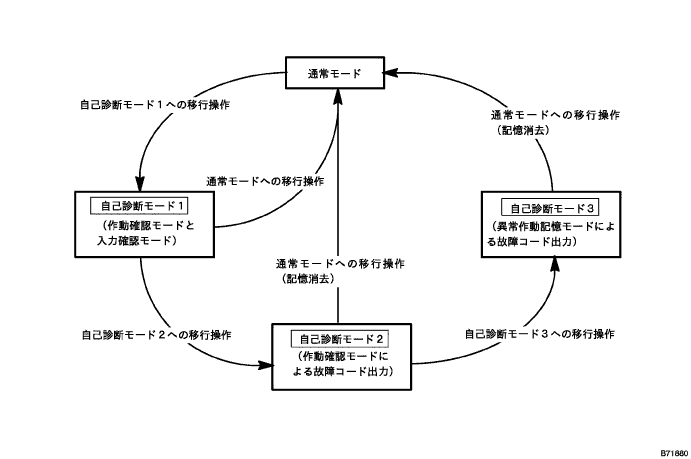 通常モード
自己診断モード1への移行操作
通常モードへの移行操作
(記憶消去)
通常モードへの移行操作
自己診断モード1
(作動確認モードと
入力確認モード)
自己診断モード3
(異常作動記憶モードによ
る故障コード出力)
通常モードへの移行操作
(記憶消去)
自己診断モード2への移行操作
自己診断モード2
(作動確認モードに
よる故障コード出力)
自己診断モード3への移行操作
B71880